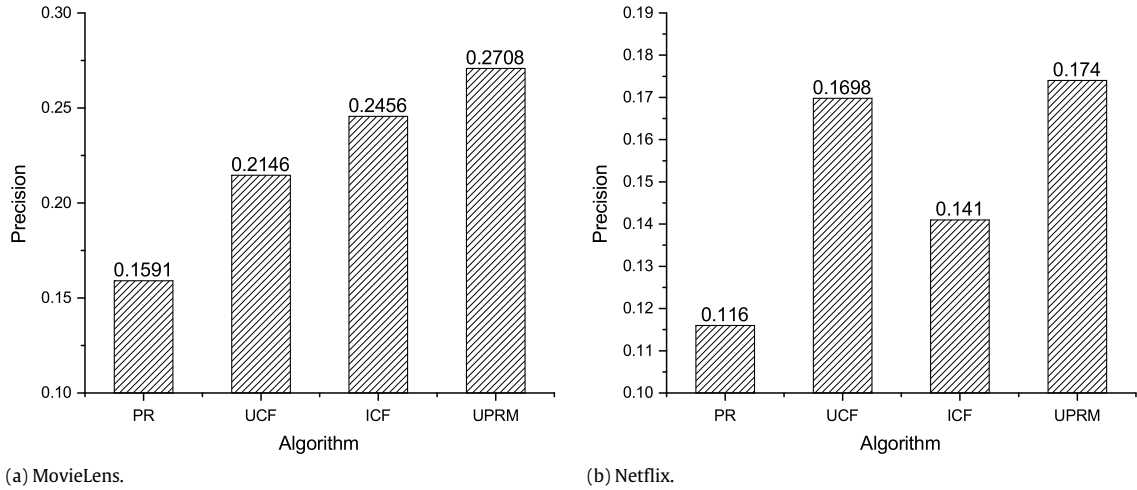 0.30
0.25
0.20
0.15
0.10
Precision
0.1591
0.2146
0.2456
0.2708
PR
UCF
ICF
UPRM
Algorithm
(a) MovieLens.
0.19
0.18
0.17
0.16
0.15
0.14
0.13
0.12
0.11
0.10
Precision
0.116
0.1698
0.141
0.174
PR
UCF
ICF
UPRM
Algorithm
(b) Netflix.